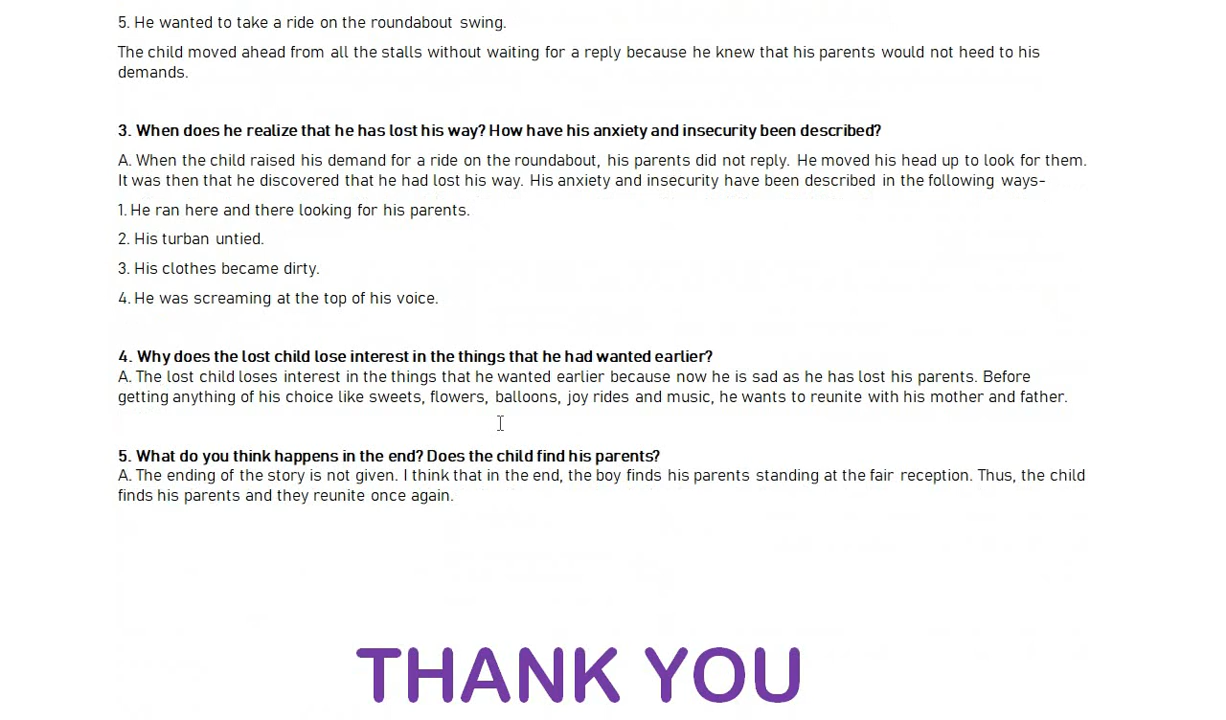 5. He wanted to take a ride on the roundabout swing.
The child moved ahead from all the stalls without waiting for a reply because he knew that his parents would not heed to his
demands.
3. When does he realize that he has lost his way? How have his anxiety and insecurity been described?
A. When the child raised his demand for a ride on the roundabout, his parents did not reply. He moved his head up to look for them.
It was then that he discovered that he had lost his way. His anxiety and insecurity have been described in the following ways-
1. He ran here and there looking for his parents.
2. His turban untied.
3. His clothes became dirty.
4. He was screaming at the top of his voice.
4. Why does the lost child lose interest in the things that he had wanted earlier?
A. The lost child loses interest in the things that he wanted earlier because now he is sad as he has lost his parents. Before
getting anything of his choice like sweets, flowers, balloons, joy rides and music, he wants to reunite with his mother and father.
5. What do you think happens in the end? Does the child find his parents?
A. The ending of the story is not given. I think that in the end, the boy finds his parents standing at the fair reception. Thus, the child
finds his parents and they reunite once again.
THANK YOU